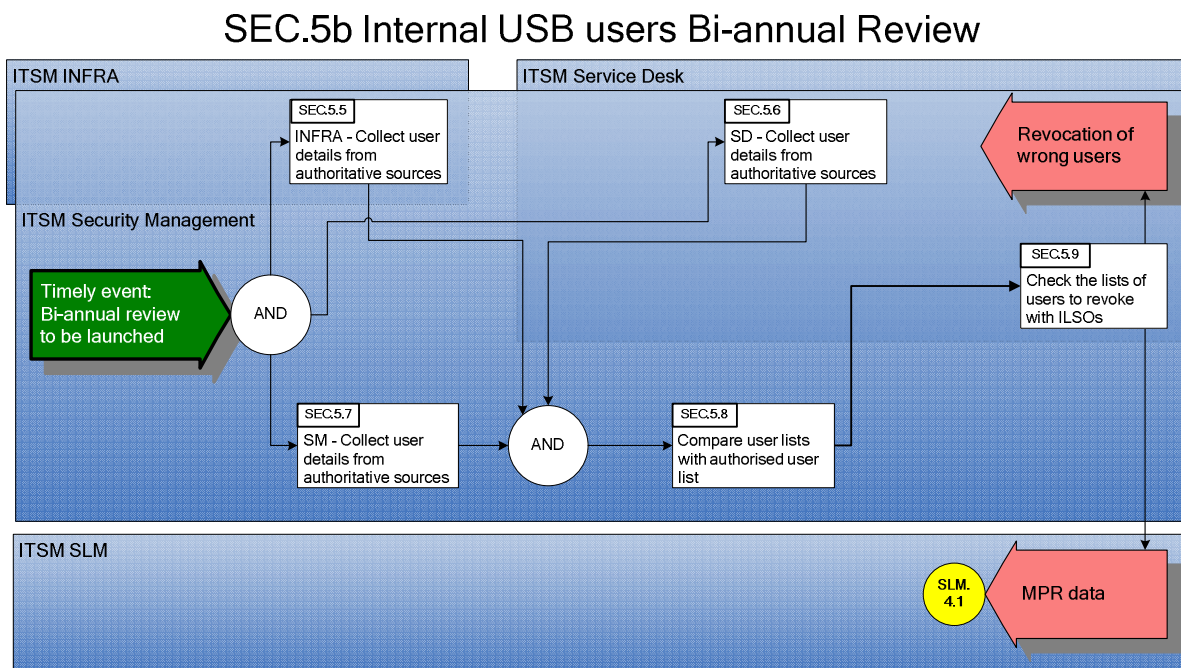 SEC.5b Internal USB users Bi-annual Review
ITSM INFRA
ITSM Service Desk
SEC.5.5
INFRA - Collect user
details from
authoritative sources
SEC.5.6
SD - Collect user
details from
authoritative sources
Revocation of
wrong users
ITSM Security Management
SEC.5.9
Check the lists of
users to revoke
with ILSOs
Timely event:
Bi-annual review
to be launched
AND
SEC.5.7
SM - Collect user
details from
authoritative sources
AND
SEC.5.8
Compare user lists
with authorised user
list
ITSM SLM
SLM.
4.1
MPR data